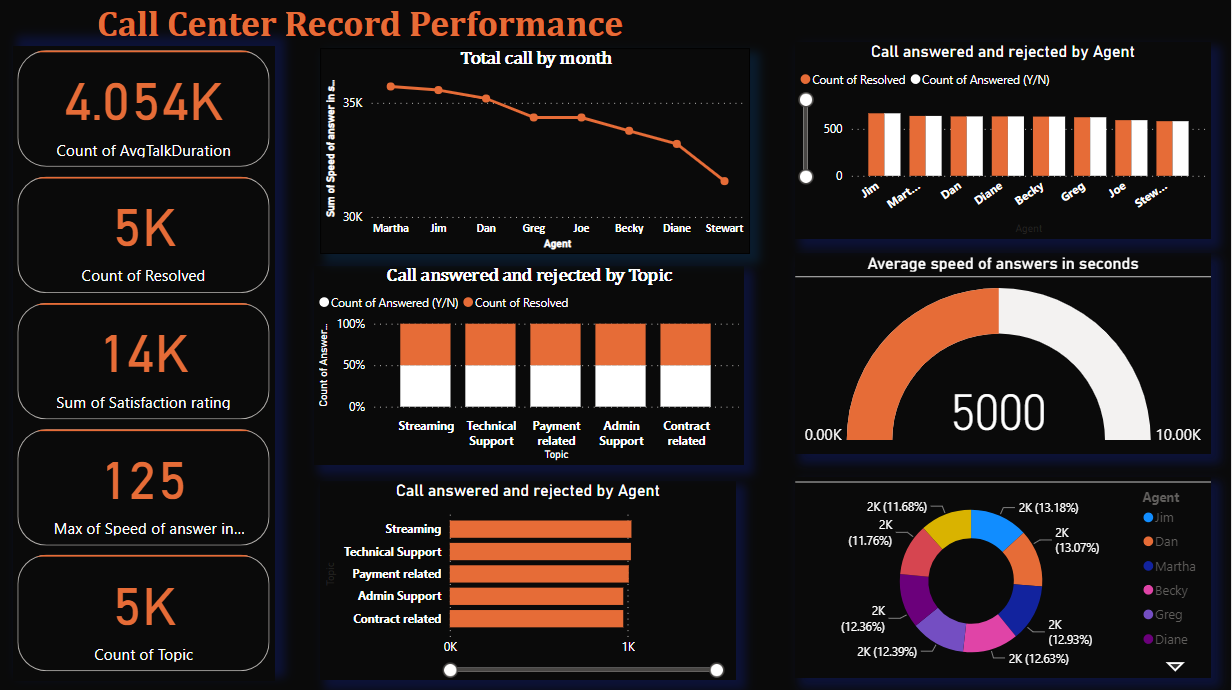 Call Center Record Performance
4.054K
Count of AvgTalkDuration
5K
Count of Resolved
14K
Sum of Satisfaction rating
125
Max of Speed of answer in...
5K
Count of Topic
Total call by month
Sum of Speed of answer in s...
35K
30K
Martha Jim Dan Greg Joe Becky Diane Stewart
Agent
Call answered and rejected by Topic
Count of Answered (Y/N) Count of Resolved
Count of Answer...
100%
50%
0%
Streaming Technical Support Payment related Admin Support Contract related
Topic
Call answered and rejected by Agent
Topic
Streaming
Technical Support
Payment related
Admin Support
Contract related
0K 1K
Call answered and rejected by Agent
Count of Resolved Count of Answered (Y/N)
500
0
Jim Mart... Dan Diane Becky Greg Joe Stew...
Agent
Average speed of answers in seconds
5000
0.00K 10.00K
2K (11.68%) 2K (13.18%)
2K (11.76%)
2K (13.07%)
2K (12.36%)
2K (12.93%)
2K (12.39%) 2K (12.63%)
Agent
Jim
Dan
Martha
Becky
Greg
Diane